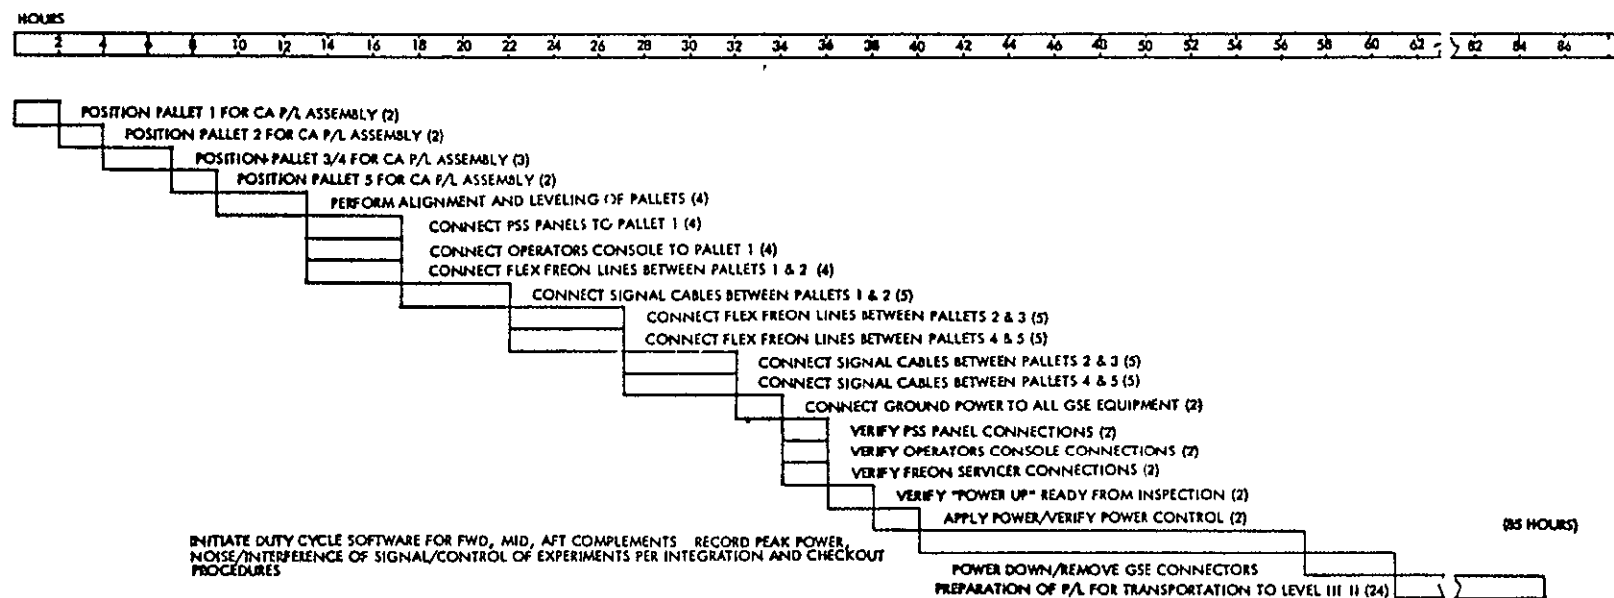 HOURS
2 4 6 8 10 12 14 16 18 20 22 24 26 28 30 32 34 36 38 40 42 44 46 48 50 52 54 56 58 60 62 82 84 86
POSITION PALLET 1 FOR CA P/L ASSEMBLY (2)
POSITION PALLET 2 FOR CA P/L ASSEMBLY (2)
POSITION PALLET 3/4 FOR CA P/L ASSEMBLY (3)
POSITION PALLET 5 FOR CA P/L ASSEMBLY (2)
PERFORM ALIGNMENT AND LEVELING OF PALLETS (4)
CONNECT PSS PANELS TO PALLET 1 (4)
CONNECT OPERATORS CONSOLE TO PALLET 1 (4)
CONNECT FLEX FREON LINES BETWEEN PALLETS 1 & 2 (4)
CONNECT SIGNAL CABLES BETWEEN PALLETS 1 & 2 (5)
CONNECT FLEX FREON LINES BETWEEN PALLETS 2 & 3 (5)
CONNECT FLEX FREON LINES BETWEEN PALLETS 4 & 5 (5)
CONNECT SIGNAL CABLES BETWEEN PALLETS 2 & 3 (5)
CONNECT SIGNAL CABLES BETWEEN PALLETS 4 & 5 (5)
CONNECT GROUND POWER TO ALL GSE EQUIPMENT (2)
VERIFY PSS PANEL CONNECTIONS (2)
VERIFY OPERATORS CONSOLE CONNECTIONS (2)
VERIFY FREON SERVICER CONNECTIONS (2)
VERIFY "POWER UP" READY FROM INSPECTION (2)
APPLY POWER/VERIFY POWER CONTROL (2)
(85 HOURS)
INITIATE DUTY CYCLE SOFTWARE FOR FWD, MID, AFT COMPLEMENTS RECORD PEAK POWER,
NOISE/INTERFERENCE OF SIGNAL/CONTROL OF EXPERIMENTS PER INTEGRATION AND CHECKOUT
PROCEDURES
POWER DOWN/REMOVE GSE CONNECTORS
PREPARATION OF P/L FOR TRANSPORTATION TO LEVEL III II (24)